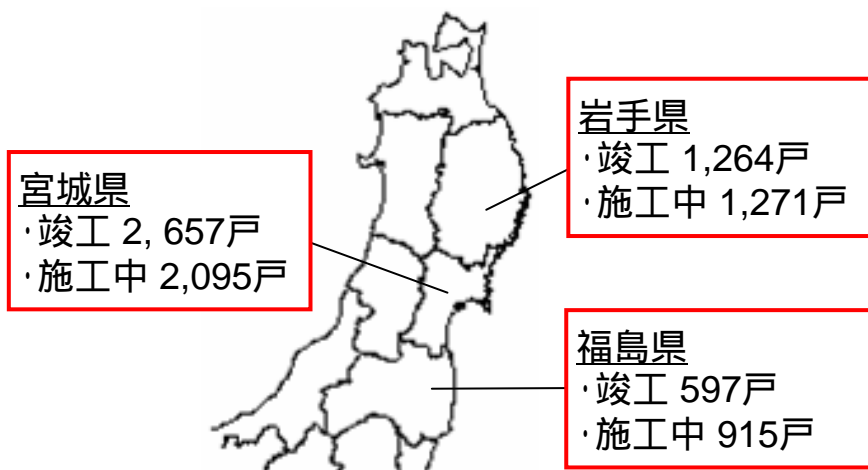 岩手県
・竣工 1,264戸
・施工中 1,271戸
宮城県
・竣工 2, 657戸
・施工中 2,095戸
福島県
・竣工 597戸
・施工中 915戸